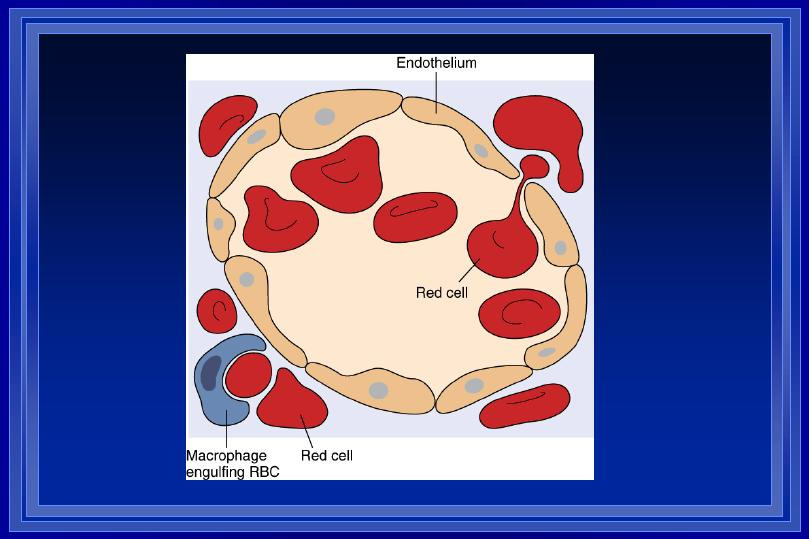 Endothelium
Red cell
Macrophage
engulfing RBC
Red cell